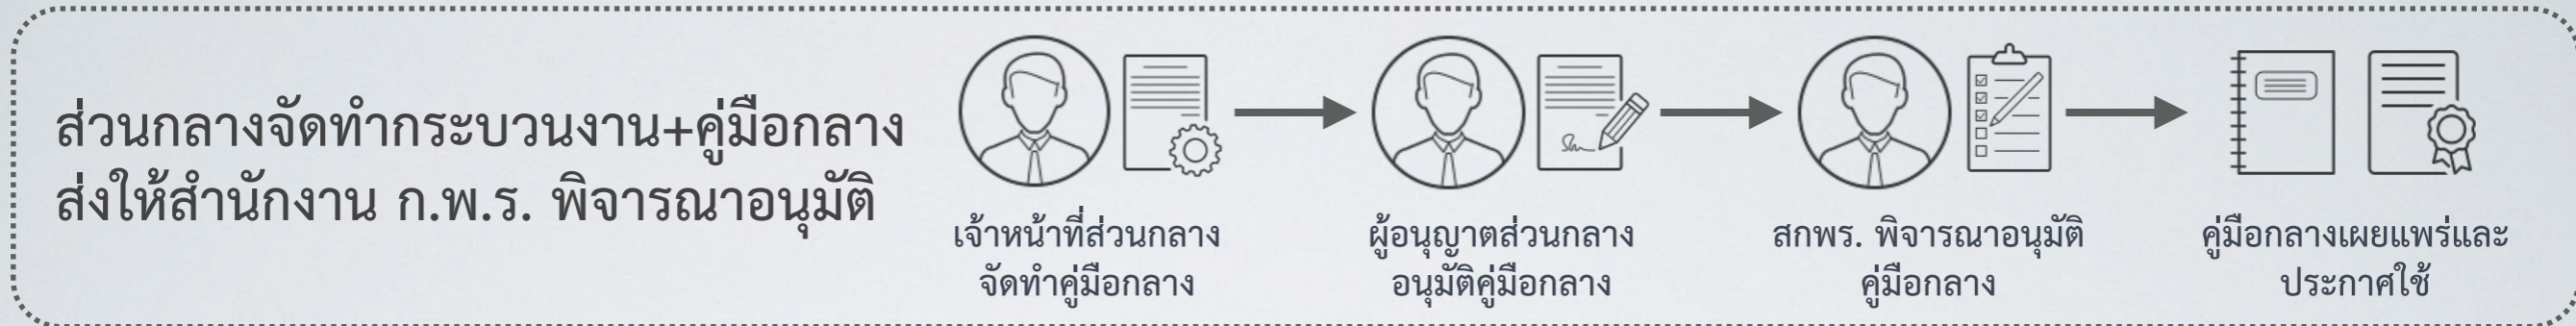 ส่วนกลางจัดทำกระบวนงาน+คู่มือกลาง
ส่งให้สำนักงาน ก.พ.ร. พิจารณาอนุมัติ
เจ้าหน้าที่ส่วนกลาง
จัดทำคู่มือกลาง
ผู้อนุญาตส่วนกลาง
อนุมัติคู่มือกลาง
สกพร. พิจารณาอนุมัติ
คู่มือกลาง
คู่มือกลางเผยแพร่และ
ประกาศใช้